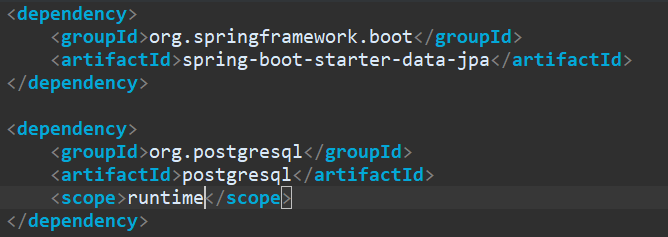 <dependency>
    <groupId>org.springframework.boot</groupId>
    <artifactId>spring-boot-starter-data-jpa</artifactId>
</dependency>

<dependency>
    <groupId>org.postgresql</groupId>
    <artifactId>postgresql</artifactId>
    <scope>runtime</scope>
</dependency>